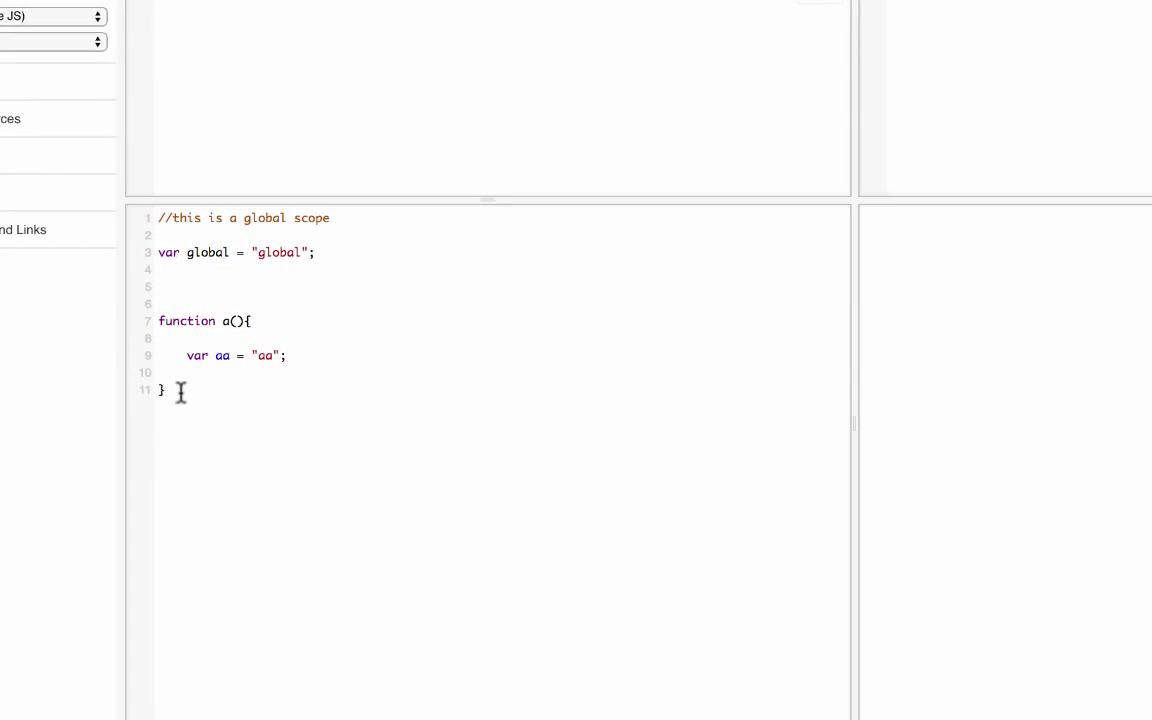 e JS)
rces
nd Links
1 //this is a global scope
2
3 var global = "global";
4
5
6
7 function a(){
8
9 var aa = "aa";
10
11 }